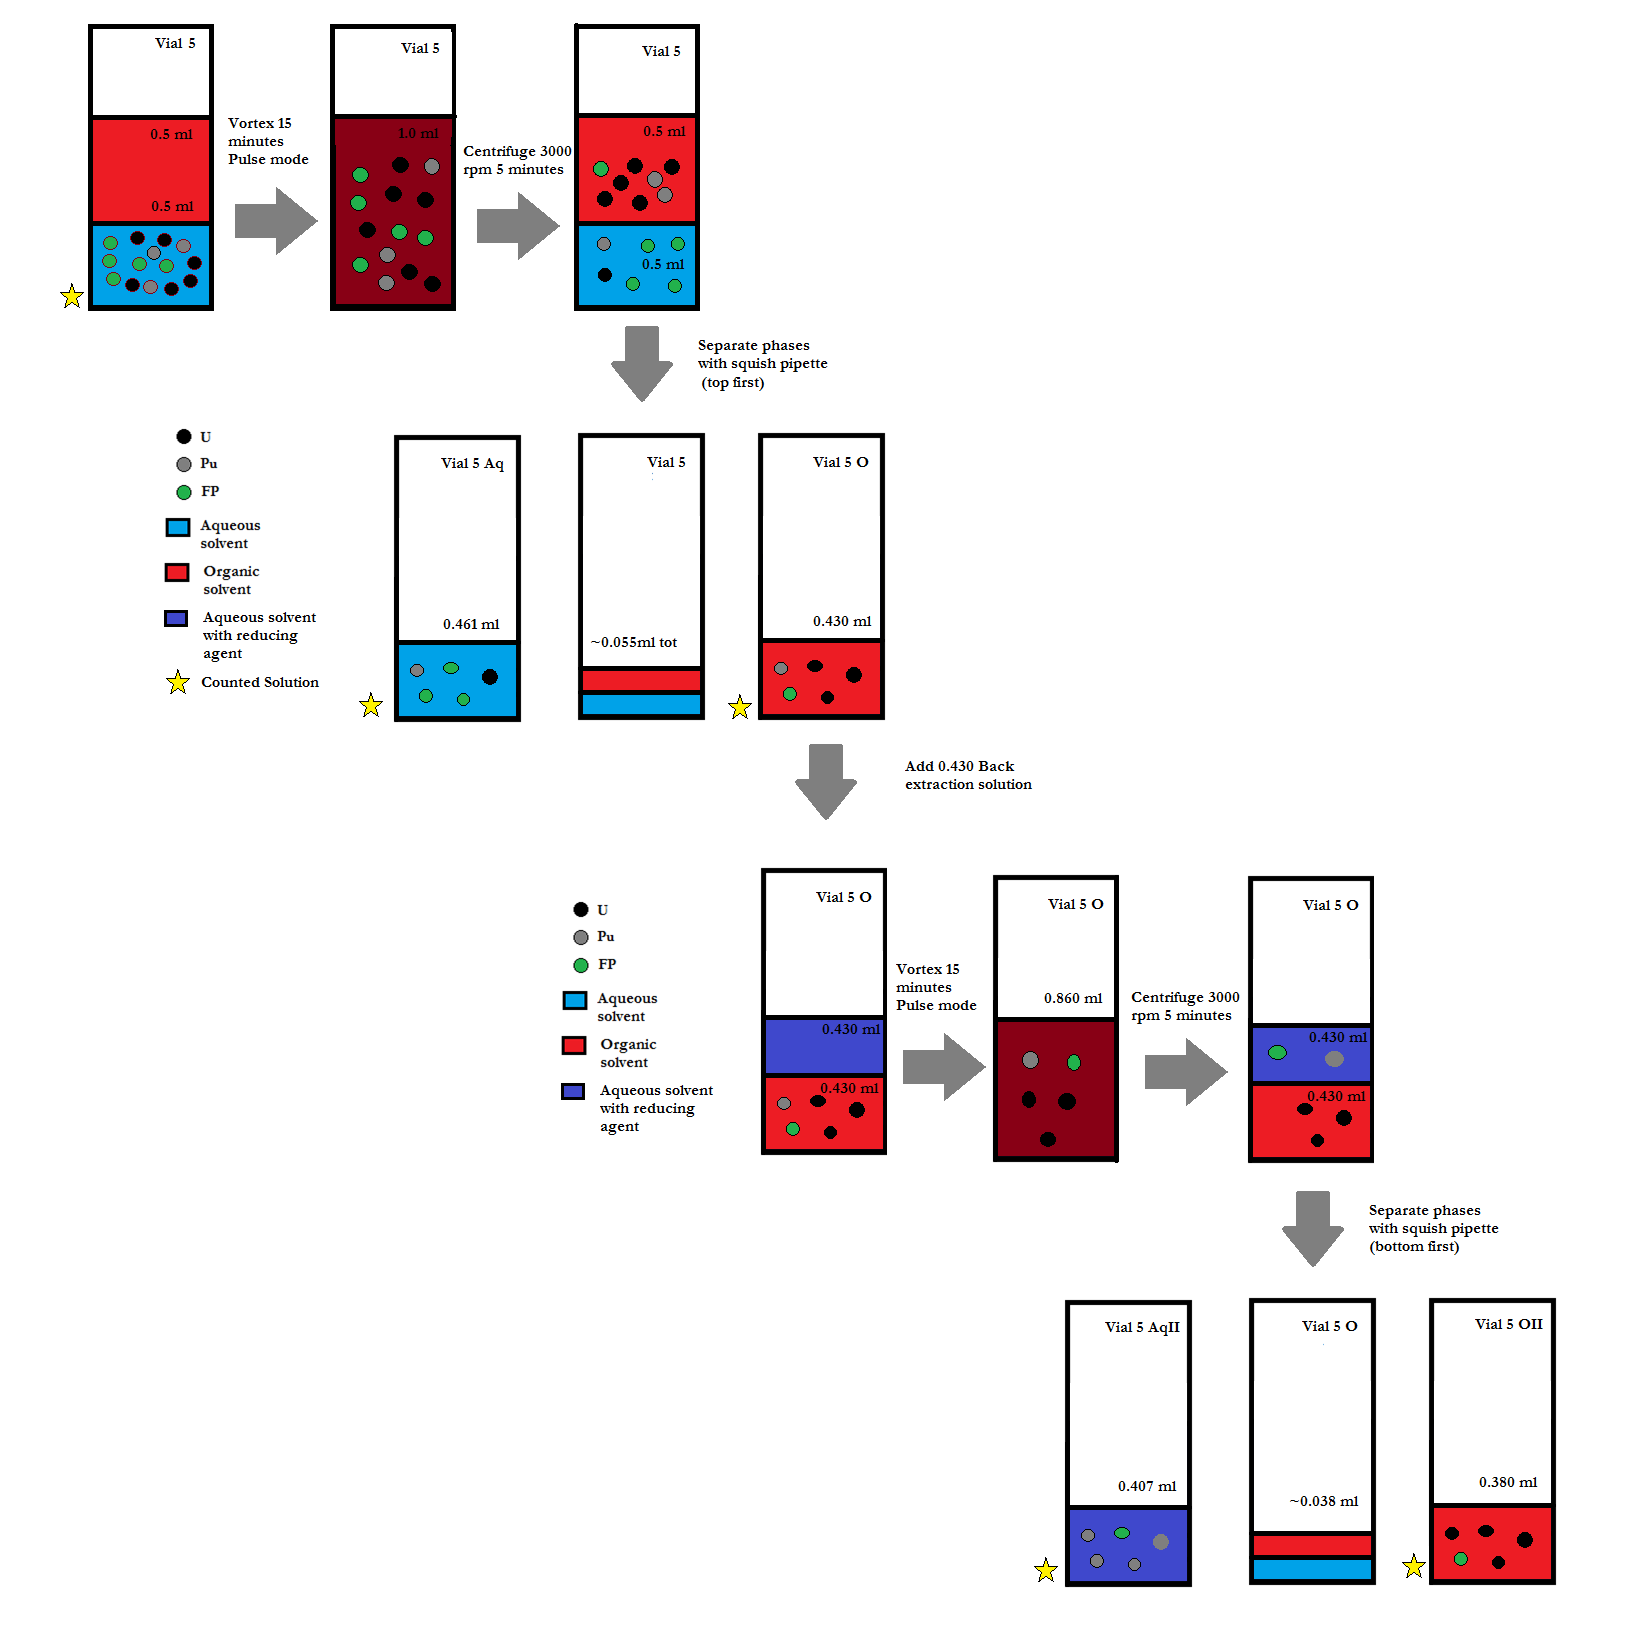 Vial 5
0.5 ml
0.5 ml
Vortex 15
minutes
Pulse mode
Vial 5
1.0 ml
Centrifuge 3000
rpm 5 minutes
Vial 5
0.5 ml
0.5 ml
Separate phases
with squish pipette
(top first)
U
Pu
FP
Aqueous
solvent
Organic
solvent
Aqueous solvent
with reducing
agent
Counted Solution
Vial 5 Aq
0.461 ml
Vial 5
~0.055ml tot
Vial 5 O
0.430 ml
Add 0.430 Back
extraction solution
U
Pu
FP
Aqueous
solvent
Organic
solvent
Aqueous solvent
with reducing
agent
Vial 5 O
0.430 ml
0.430 ml
Vortex 15
minutes
Pulse mode
Vial 5 O
0.860 ml
Centrifuge 3000
rpm 5 minutes
Vial 5 O
0.430 ml
0.430 ml
Separate phases
with squish pipette
(bottom first)
Vial 5 AqII
0.407 ml
Vial 5 O
~0.038 ml
Vial 5 OII
0.380 ml